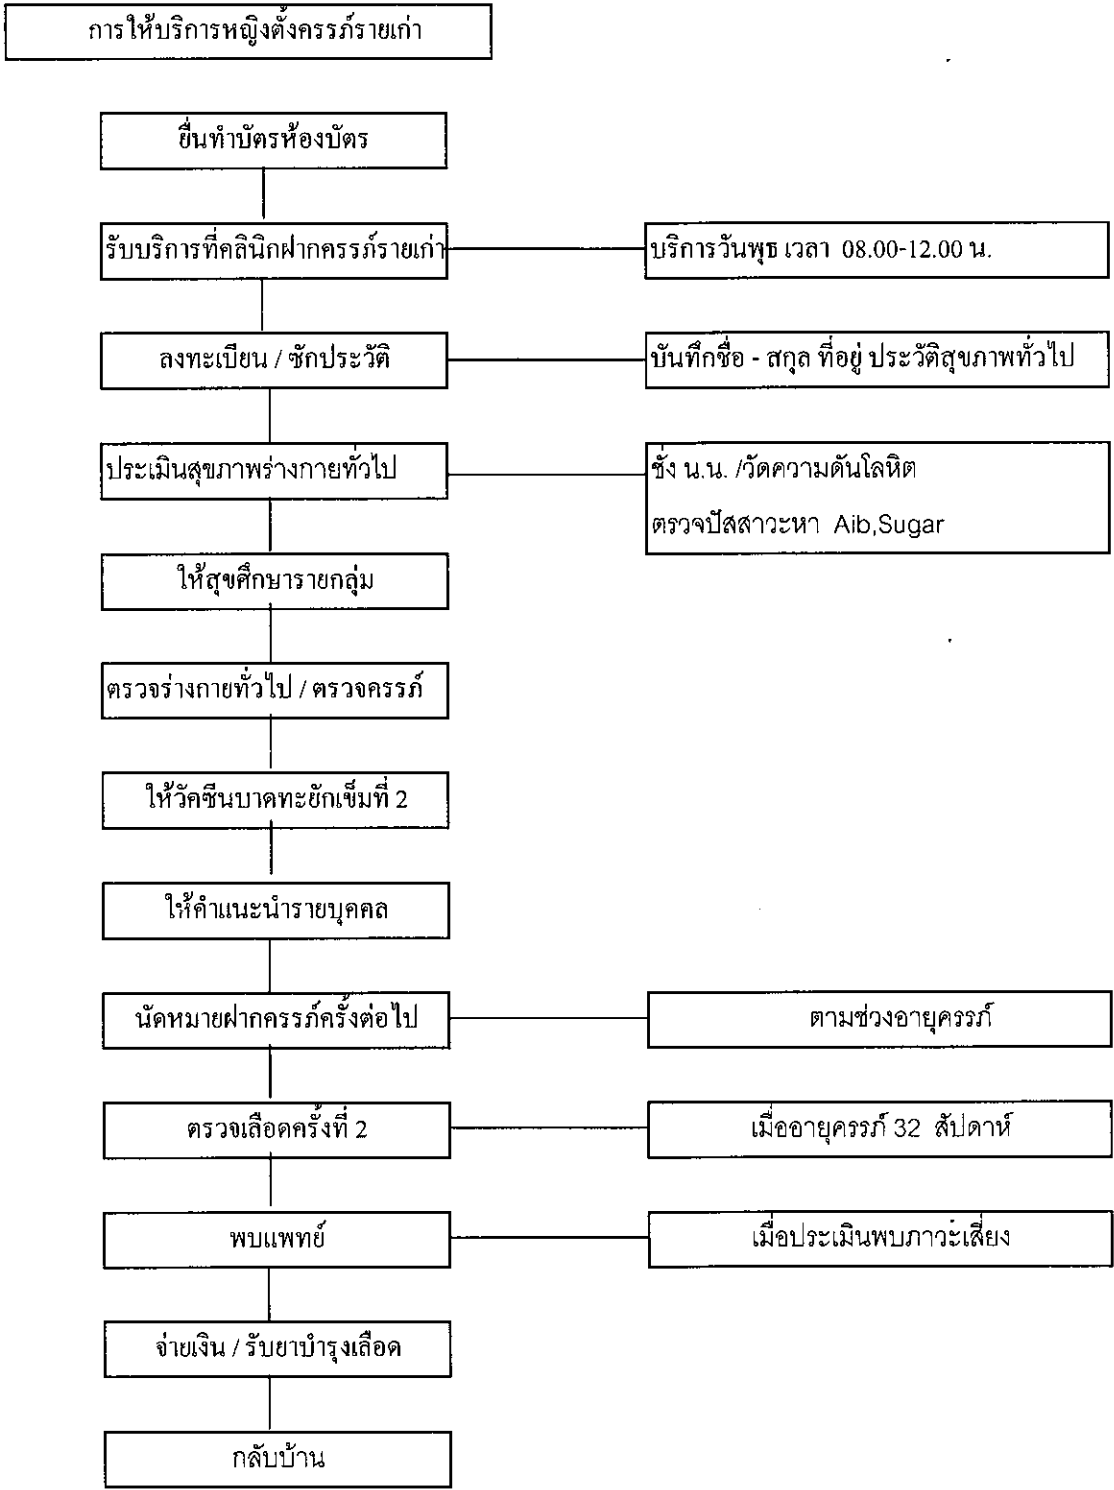 การให้บริการหญิงตั้งครรภ์รายเก่า
ยื่นทำบัตรห้องบัตร
รับบริการที่คลินิกฝากครรภ์รายเก่า
บริการวันพุธ เวลา 08.00-12.00 น.
ลงทะเบียน / ซักประวัติ
บันทึกชื่อ - สกุล ที่อยู่ ประวัติสุขภาพทั่วไป
ประเมินสุขภาพร่างกายทั่วไป
ชั่ง น.น. /วัดความดันโลหิต
ตรวจปัสสาวะหา Aib,Sugar
ให้สุขศึกษารายกลุ่ม
ตรวจร่างกายทั่วไป / ตรวจครรภ์
ให้วัคซีนบาดทะยักเข็มที่ 2
ให้คำแนะนำรายบุคคล
นัดหมายฝากครรภ์ครั้งต่อไป
ตามช่วงอายุครรภ์
ตรวจเลือดครั้งที่ 2
เมื่ออายุครรภ์ 32 สัปดาห์
พบแพทย์
เมื่อประเมินพบภาวะเสี่ยง
จ่ายเงิน / รับยาบำรุงเลือด
กลับบ้าน